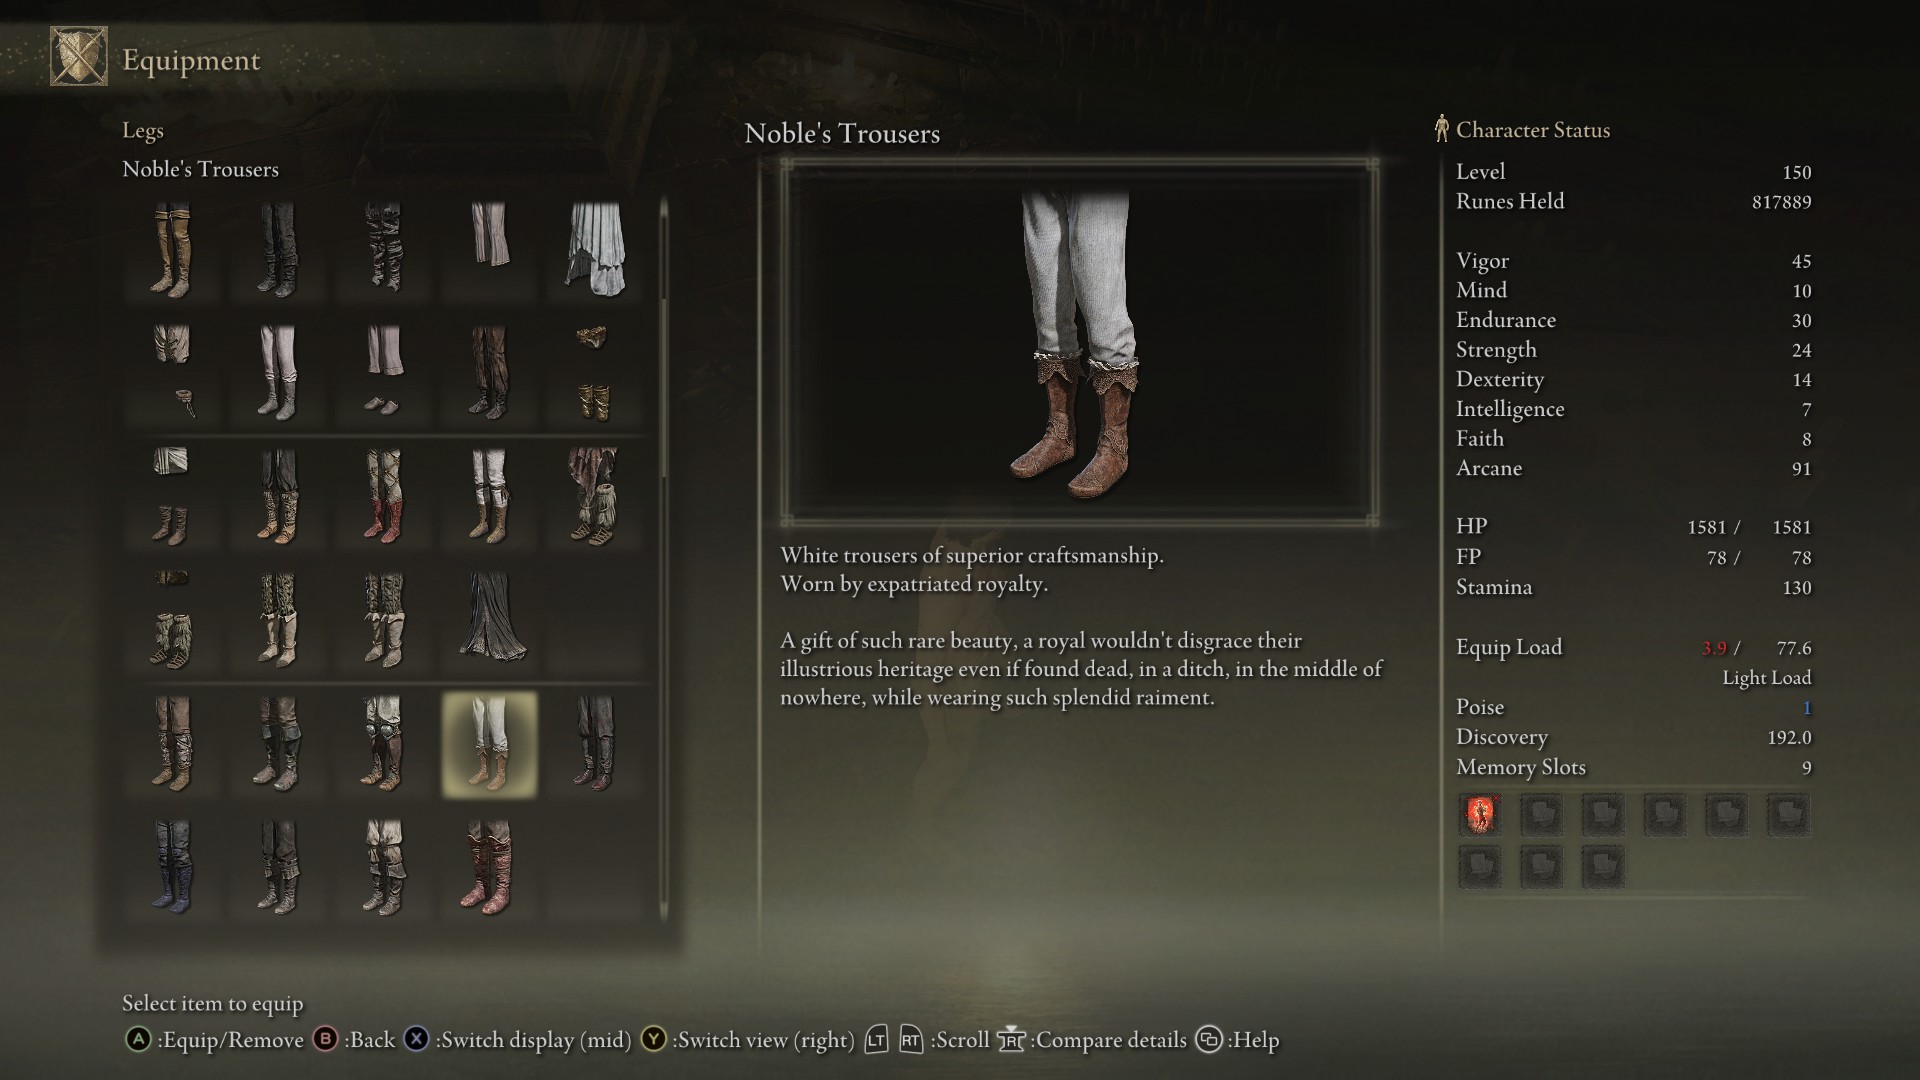 Equipment
Legs
Noble's Trousers
Noble's Trousers
White trousers of superior craftsmanship.
Worn by expatriated royalty.
A gift of such rare beauty, a royal wouldn't disgrace their
illustrious heritage even if found dead, in a ditch, in the middle of
nowhere, while wearing such splendid raiment.
Character Status
Level 150
Runes Held 817889
Vigor 45
Mind 10
Endurance 30
Strength 24
Dexterity 14
Intelligence 7
Faith 8
Arcane 91
HP 1581 / 1581
FP 78 / 78
Stamina 130
Equip Load 3.9 / 77.6
Light Load
Poise 1
Discovery 192.0
Memory Slots 9
Select item to equip
A :Equip/Remove B :Back X :Switch display (mid) Y :Switch view (right) LT RT :Scroll R :Compare details :Help